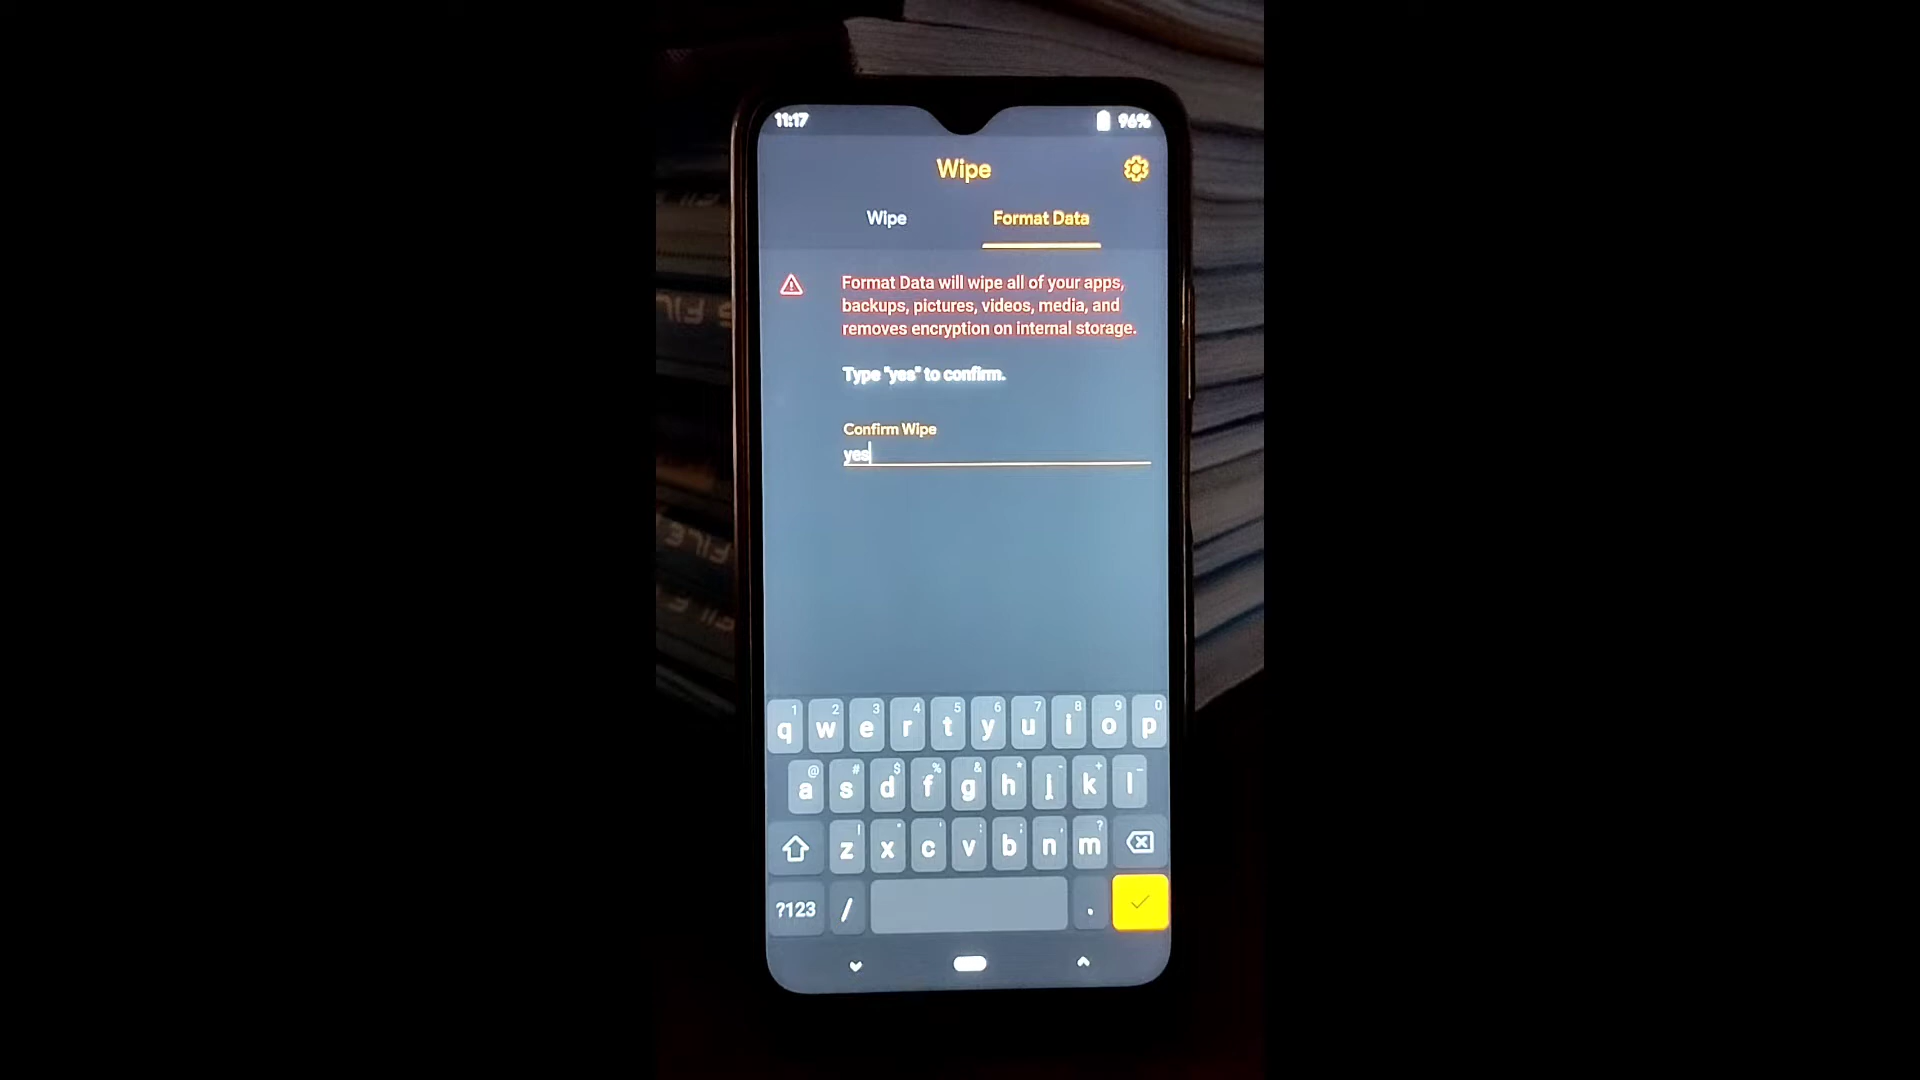 11:17 96%
Wipe
Wipe Format Data
Format Data will wipe all of your apps,
backups, pictures, videos, media, and
removes encryption on internal storage.
Type "yes" to confirm.
Confirm Wipe
yes
1 2 3 4 5 6 7 8 9 0
q w e r t y u i o p
@ # $ % & * - + _
a s d f g h j k l
! " ' : ; , ?
z x c v b n m
?123 / .
FILE
FILE